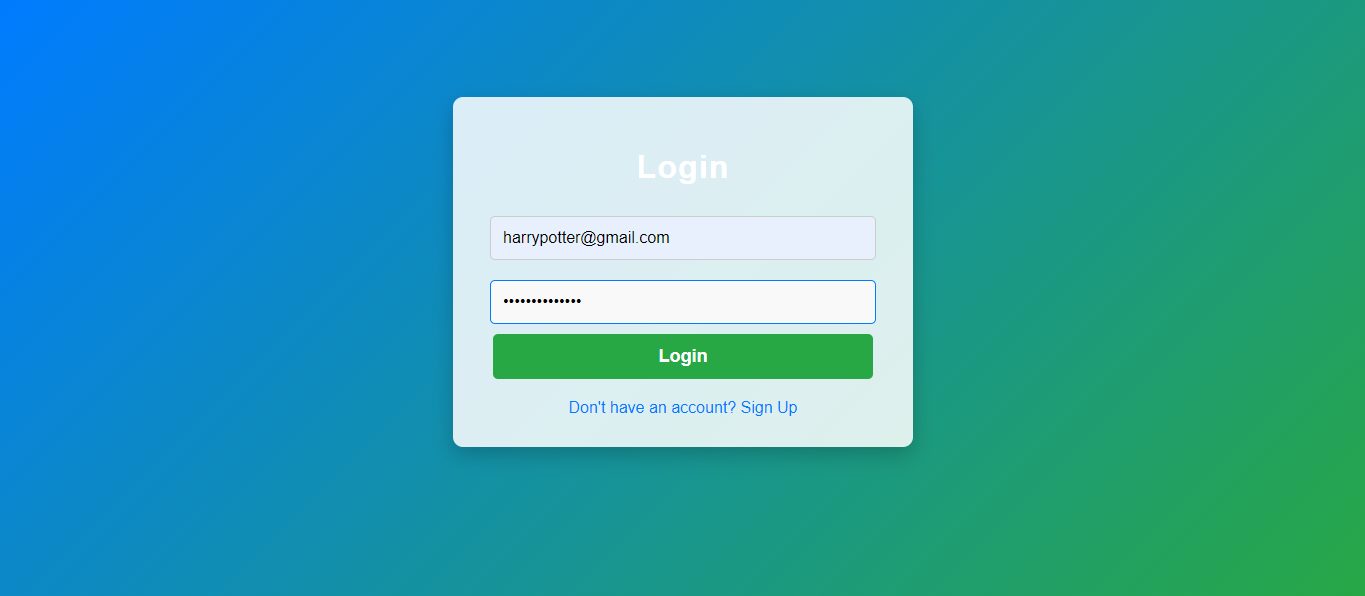 Login
harrypotter@gmail.com
••••••••••••••
Login
Don't have an account? Sign Up